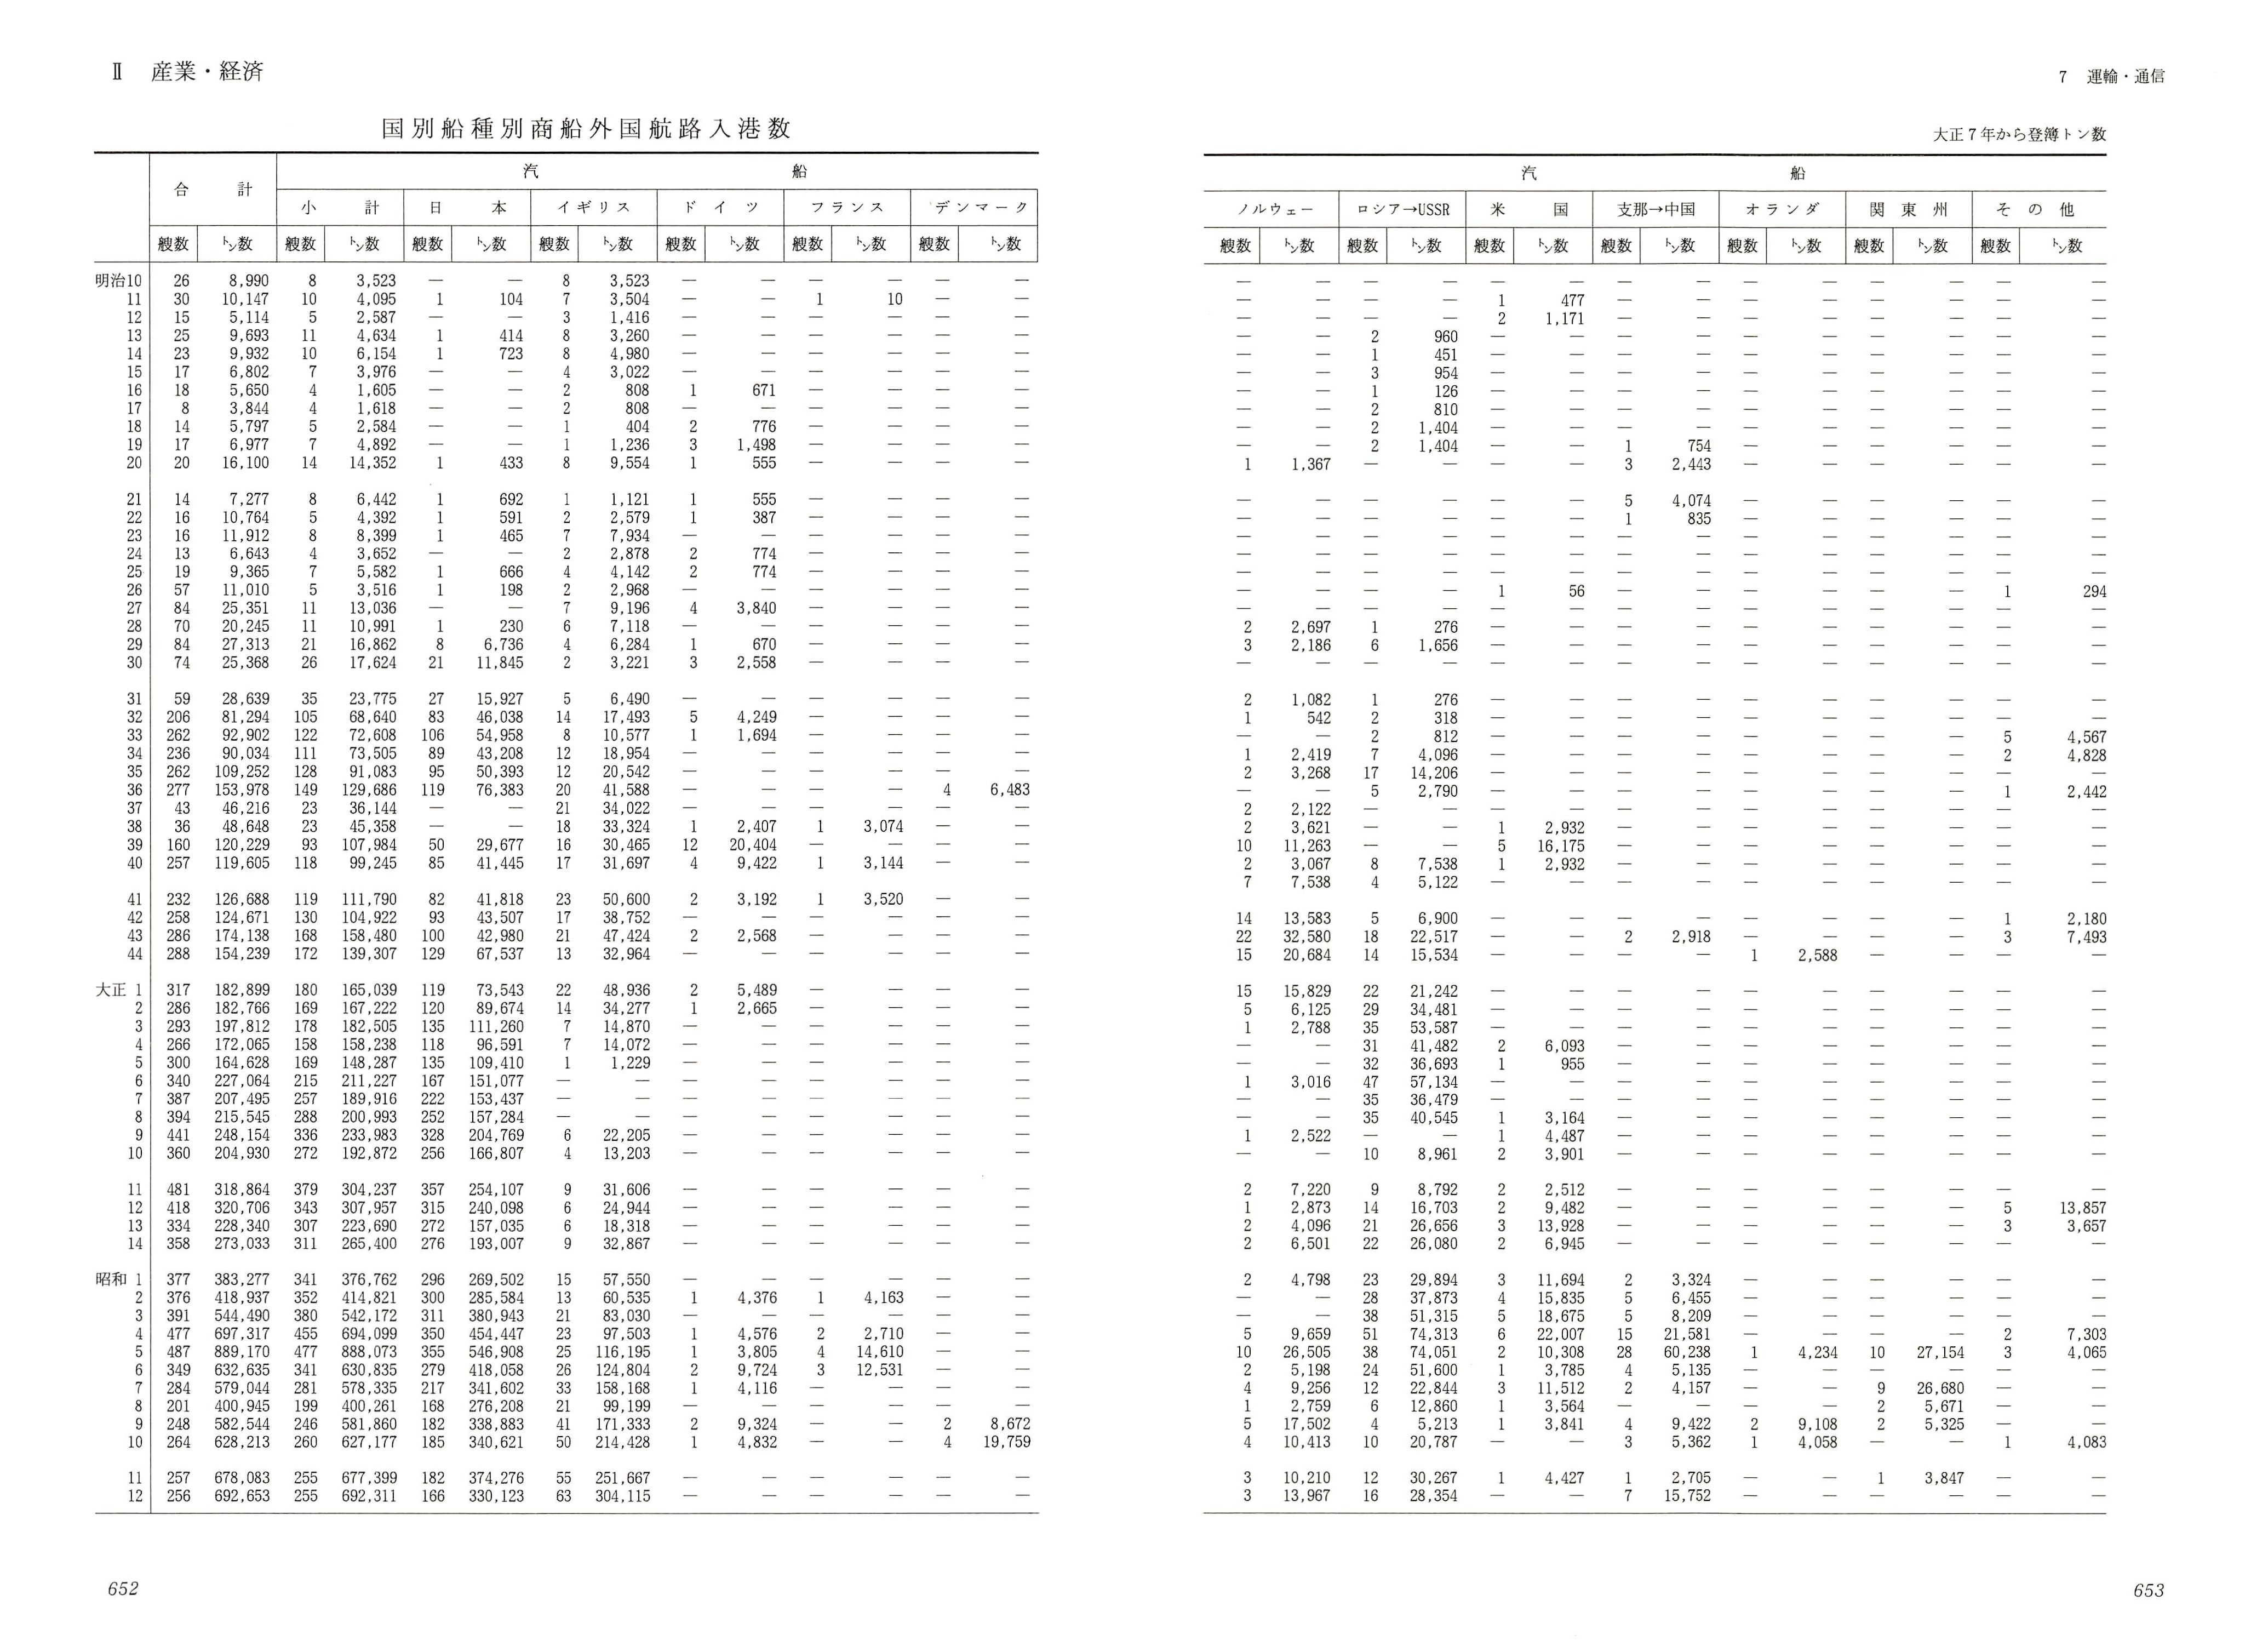 Ⅱ 産業・経済
国別船種別商船外国航路入港数
汽 船
合 計
小 計 日 本 イギリス ドイツ フランス デンマーク
艘数 トン数 艘数 トン数 艘数 トン数 艘数 トン数 艘数 トン数 艘数 トン数 艘数 トン数
明治10 26 8,990 8 3,523 — — 8 3,523 — — — — — —
11 30 10,147 10 4,095 1 104 7 3,504 — — 1 10 — —
12 15 5,114 5 2,587 — — 3 1,416 — — — — — —
13 25 9,693 11 4,634 1 414 8 3,260 — — — — — —
14 23 9,932 10 6,154 1 723 8 4,980 — — — — — —
15 17 6,802 7 3,976 — — 4 3,022 — — — — — —
16 18 5,650 4 1,605 — — 2 808 1 671 — — — —
17 8 3,844 4 1,618 — — 2 808 — — — — — —
18 14 5,797 5 2,584 — — 1 404 2 776 — — — —
19 17 6,977 7 4,892 — — 1 1,236 3 1,498 — — — —
20 20 16,100 14 14,352 1 433 8 9,554 1 555 — — — —
21 14 7,277 8 6,442 1 692 1 1,121 1 555 — — — —
22 16 10,764 5 4,392 1 591 2 2,579 1 387 — — — —
23 16 11,912 8 8,399 1 465 7 7,934 — — — — — —
24 13 6,643 4 3,652 — — 2 2,878 2 774 — — — —
25 19 9,365 7 5,582 1 666 4 4,142 2 774 — — — —
26 57 11,010 5 3,516 1 198 2 2,968 — — — — — —
27 84 25,351 11 13,036 — — 7 9,196 4 3,840 — — — —
28 70 20,245 11 10,991 1 230 6 7,118 — — — — — —
29 84 27,313 21 16,862 8 6,736 4 6,284 1 670 — — — —
30 74 25,368 26 17,624 21 11,845 2 3,221 3 2,558 — — — —
31 59 28,639 35 23,775 27 15,927 5 6,490 — — — — — —
32 206 81,294 105 68,640 83 46,038 14 17,493 5 4,249 — — — —
33 262 92,902 122 72,608 106 54,958 8 10,577 1 1,694 — — — —
34 236 90,034 111 73,505 89 43,208 12 18,954 — — — — — —
35 262 109,252 128 91,083 95 50,393 12 20,542 — — — — — —
36 277 153,978 149 129,686 119 76,383 20 41,588 — — — — 4 6,483
37 43 46,216 23 36,144 — — 21 34,022 — — — — — —
38 36 48,648 23 45,358 — — 18 33,324 1 2,407 1 3,074 — —
39 160 120,229 93 107,984 50 29,677 16 30,465 12 20,404 — — — —
40 257 119,605 118 99,245 85 41,445 17 31,697 4 9,422 1 3,144 — —
41 232 126,688 119 111,790 82 41,818 23 50,600 2 3,192 1 3,520 — —
42 258 124,671 130 104,922 93 43,507 17 38,752 — — — — — —
43 286 174,138 168 158,480 100 42,980 21 47,424 2 2,568 — — — —
44 288 154,239 172 139,307 129 67,537 13 32,964 — — — — — —
大正 1 317 182,899 180 165,039 119 73,543 22 48,936 2 5,489 — — — —
2 286 182,766 169 167,222 120 89,674 14 34,277 1 2,665 — — — —
3 293 197,812 178 182,505 135 111,260 7 14,870 — — — — — —
4 266 172,065 158 158,238 118 96,591 7 14,072 — — — — — —
5 300 164,628 169 148,287 135 109,410 1 1,229 — — — — — —
6 340 227,064 215 211,227 167 151,077 — — — — — — — —
7 387 207,495 257 189,916 222 153,437 — — — — — — — —
8 394 215,545 288 200,993 252 157,284 — — — — — — — —
9 441 248,154 336 233,983 328 204,769 6 22,205 — — — — — —
10 360 204,930 272 192,872 256 166,807 4 13,203 — — — — — —
11 481 318,864 379 304,237 357 254,107 9 31,606 — — — — — —
12 418 320,706 343 307,957 315 240,098 6 24,944 — — — — — —
13 334 228,340 307 223,690 272 157,035 6 18,318 — — — — — —
14 358 273,033 311 265,400 276 193,007 9 32,867 — — — — — —
昭和 1 377 383,277 341 376,762 296 269,502 15 57,550 — — — — — —
2 376 418,937 352 414,821 300 285,584 13 60,535 1 4,376 1 4,163 — —
3 391 544,490 380 542,172 311 380,943 21 83,030 — — — — — —
4 477 697,317 455 694,099 350 454,447 23 97,503 1 4,576 2 2,710 — —
5 487 889,170 477 888,073 355 546,908 25 116,195 1 3,805 4 14,610 — —
6 349 632,635 341 630,835 279 418,058 26 124,804 2 9,724 3 12,531 — —
7 284 579,044 281 578,335 217 341,602 33 158,168 1 4,116 — — — —
8 201 400,945 199 400,261 168 276,208 21 99,199 — — — — — —
9 248 582,544 246 581,860 182 338,883 41 171,333 2 9,324 — — 2 8,672
10 264 628,213 260 627,177 185 340,621 50 214,428 1 4,832 — — 4 19,759
11 257 678,083 255 677,399 182 374,276 55 251,667 — — — — — —
12 256 692,653 255 692,311 166 330,123 63 304,115 — — — — — —
652
7 運輸・通信
大正7年から登簿トン数
汽 船
ノルウェー ロシア→USSR 米 国 支那→中国 オランダ 関東州 その他
艘数 トン数 艘数 トン数 艘数 トン数 艘数 トン数 艘数 トン数 艘数 トン数 艘数 トン数
— — — — — — — — — — — — — —
— — — — 1 477 — — — — — — — —
— — — — 2 1,171 — — — — — — — —
— — 2 960 — — — — — — — — — —
— — 1 451 — — — — — — — — — —
— — 3 954 — — — — — — — — — —
— — 1 126 — — — — — — — — — —
— — 2 810 — — — — — — — — — —
— — 2 1,404 — — — — — — — — — —
— — 2 1,404 — — 1 754 — — — — — —
1 1,367 — — — — 3 2,443 — — — — — —
— — — — — — 5 4,074 — — — — — —
— — — — — — 1 835 — — — — — —
— — — — — — — — — — — — — —
— — — — — — — — — — — — — —
— — — — — — — — — — — — — —
— — — — 1 56 — — — — — — 1 294
— — — — — — — — — — — — — —
2 2,697 1 276 — — — — — — — — — —
3 2,186 6 1,656 — — — — — — — — — —
— — — — — — — — — — — — — —
2 1,082 1 276 — — — — — — — — — —
1 542 2 318 — — — — — — — — — —
— — 2 812 — — — — — — — — 5 4,567
1 2,419 7 4,096 — — — — — — — — 2 4,828
2 3,268 17 14,206 — — — — — — — — — —
— — 5 2,790 — — — — — — — — 1 2,442
2 2,122 — — — — — — — — — — — —
2 3,621 — — 1 2,932 — — — — — — — —
10 11,263 — — 5 16,175 — — — — — — — —
2 3,067 8 7,538 1 2,932 — — — — — — — —
7 7,538 4 5,122 — — — — — — — — — —
14 13,583 5 6,900 — — — — — — — — 1 2,180
22 32,580 18 22,517 — — 2 2,918 — — — — 3 7,493
15 20,684 14 15,534 — — — — 1 2,588 — — — —
15 15,829 22 21,242 — — — — — — — — — —
5 6,125 29 34,481 — — — — — — — — — —
1 2,788 35 53,587 — — — — — — — — — —
— — 31 41,482 2 6,093 — — — — — — — —
— — 32 36,693 1 955 — — — — — — — —
1 3,016 47 57,134 — — — — — — — — — —
— — 35 36,479 — — — — — — — — — —
— — 35 40,545 1 3,164 — — — — — — — —
1 2,522 — — 1 4,487 — — — — — — — —
— — 10 8,961 2 3,901 — — — — — — — —
2 7,220 9 8,792 2 2,512 — — — — — — — —
1 2,873 14 16,703 2 9,482 — — — — — — 5 13,857
2 4,096 21 26,656 3 13,928 — — — — — — 3 3,657
2 6,501 22 26,080 2 6,945 — — — — — — — —
2 4,798 23 29,894 3 11,694 2 3,324 — — — — — —
— — 28 37,873 4 15,835 5 6,455 — — — — — —
— — 38 51,315 5 18,675 5 8,209 — — — — — —
5 9,659 51 74,313 6 22,007 15 21,581 — — — — 2 7,303
10 26,505 38 74,051 2 10,308 28 60,238 1 4,234 10 27,154 3 4,065
2 5,198 24 51,600 1 3,785 4 5,135 — — — — — —
4 9,256 12 22,844 3 11,512 2 4,157 — — 9 26,680 — —
1 2,759 6 12,860 1 3,564 — — — — 2 5,671 — —
5 17,502 4 5,213 1 3,841 4 9,422 2 9,108 2 5,325 — —
4 10,413 10 20,787 — — 3 5,362 1 4,058 — — 1 4,083
3 10,210 12 30,267 1 4,427 1 2,705 — — 1 3,847 — —
3 13,967 16 28,354 — — 7 15,752 — — — — — —
653